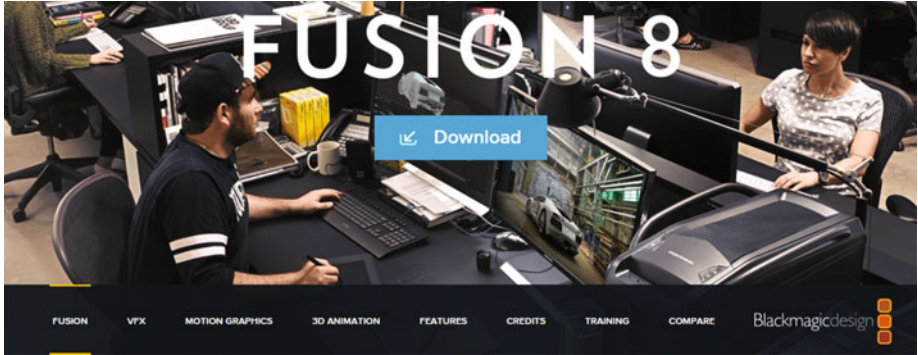 FUSION 8
Download
FUSION VFX MOTION GRAPHICS 3D ANIMATION FEATURES CREDITS TRAINING COMPARE Blackmagicdesign